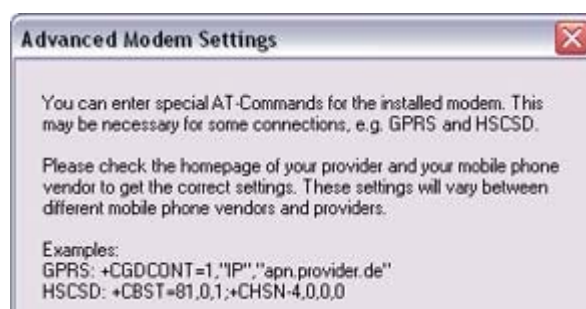 Advanced Modem Settings
You can enter special AT-Commands for the installed modem. This
may be necessary for some connections, e.g. GPRS and HSCSD.
Please check the homepage of your provider and your mobile phone
vendor to get the correct settings. These settings will vary between
different mobile phone vendors and providers.
Examples:
GPRS: +CGDCONT=1,"IP","apn.provider.de"
HSCSD: +CBST=81,0,1;+CHSN-4,0,0,0